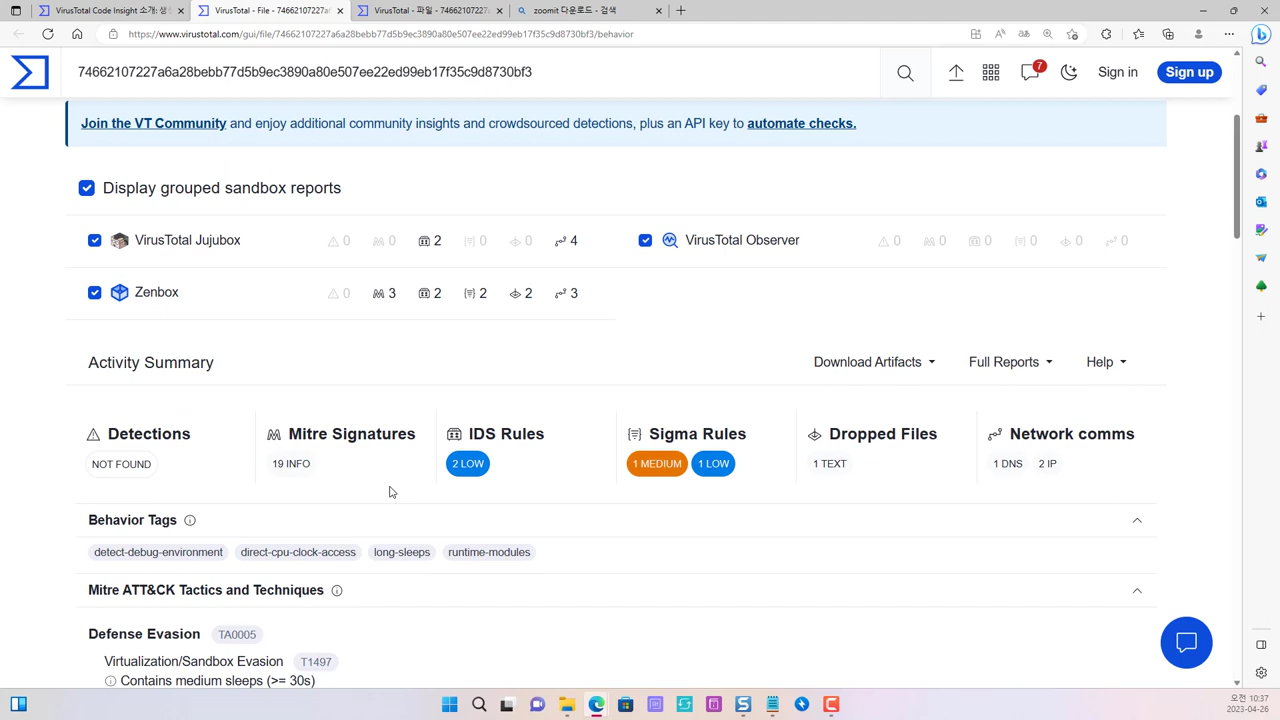 VirusTotal Code Insight 소개: 생성
VirusTotal - File - 74662107227a6
VirusTotal - 파일 - 74662107227
zoomit 다운로드 - 검색
https://www.virustotal.com/gui/file/74662107227a6a28bebb77d5b9ec3890a80e507ee22ed99eb17f35c9d8730bf3/behavior
74662107227a6a28bebb77d5b9ec3890a80e507ee22ed99eb17f35c9d8730bf3
7
Sign in
Sign up
Join the VT Community and enjoy additional community insights and crowdsourced detections, plus an API key to automate checks.
Display grouped sandbox reports
VirusTotal Jujubox 0 0 2 0 0 4
VirusTotal Observer 0 0 0 0 0 0
Zenbox 0 3 2 2 2 3
Activity Summary
Download Artifacts
Full Reports
Help
Detections
Mitre Signatures
IDS Rules
Sigma Rules
Dropped Files
Network comms
NOT FOUND
19 INFO
2 LOW
1 MEDIUM
1 LOW
1 TEXT
1 DNS
2 IP
Behavior Tags
detect-debug-environment
direct-cpu-clock-access
long-sleeps
runtime-modules
Mitre ATT&CK Tactics and Techniques
Defense Evasion TA0005
Virtualization/Sandbox Evasion T1497
Contains medium sleeps (>= 30s)
오전 10:37
2023-04-26